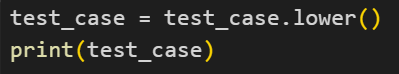 test_case = test_case.lower()
print(test_case)